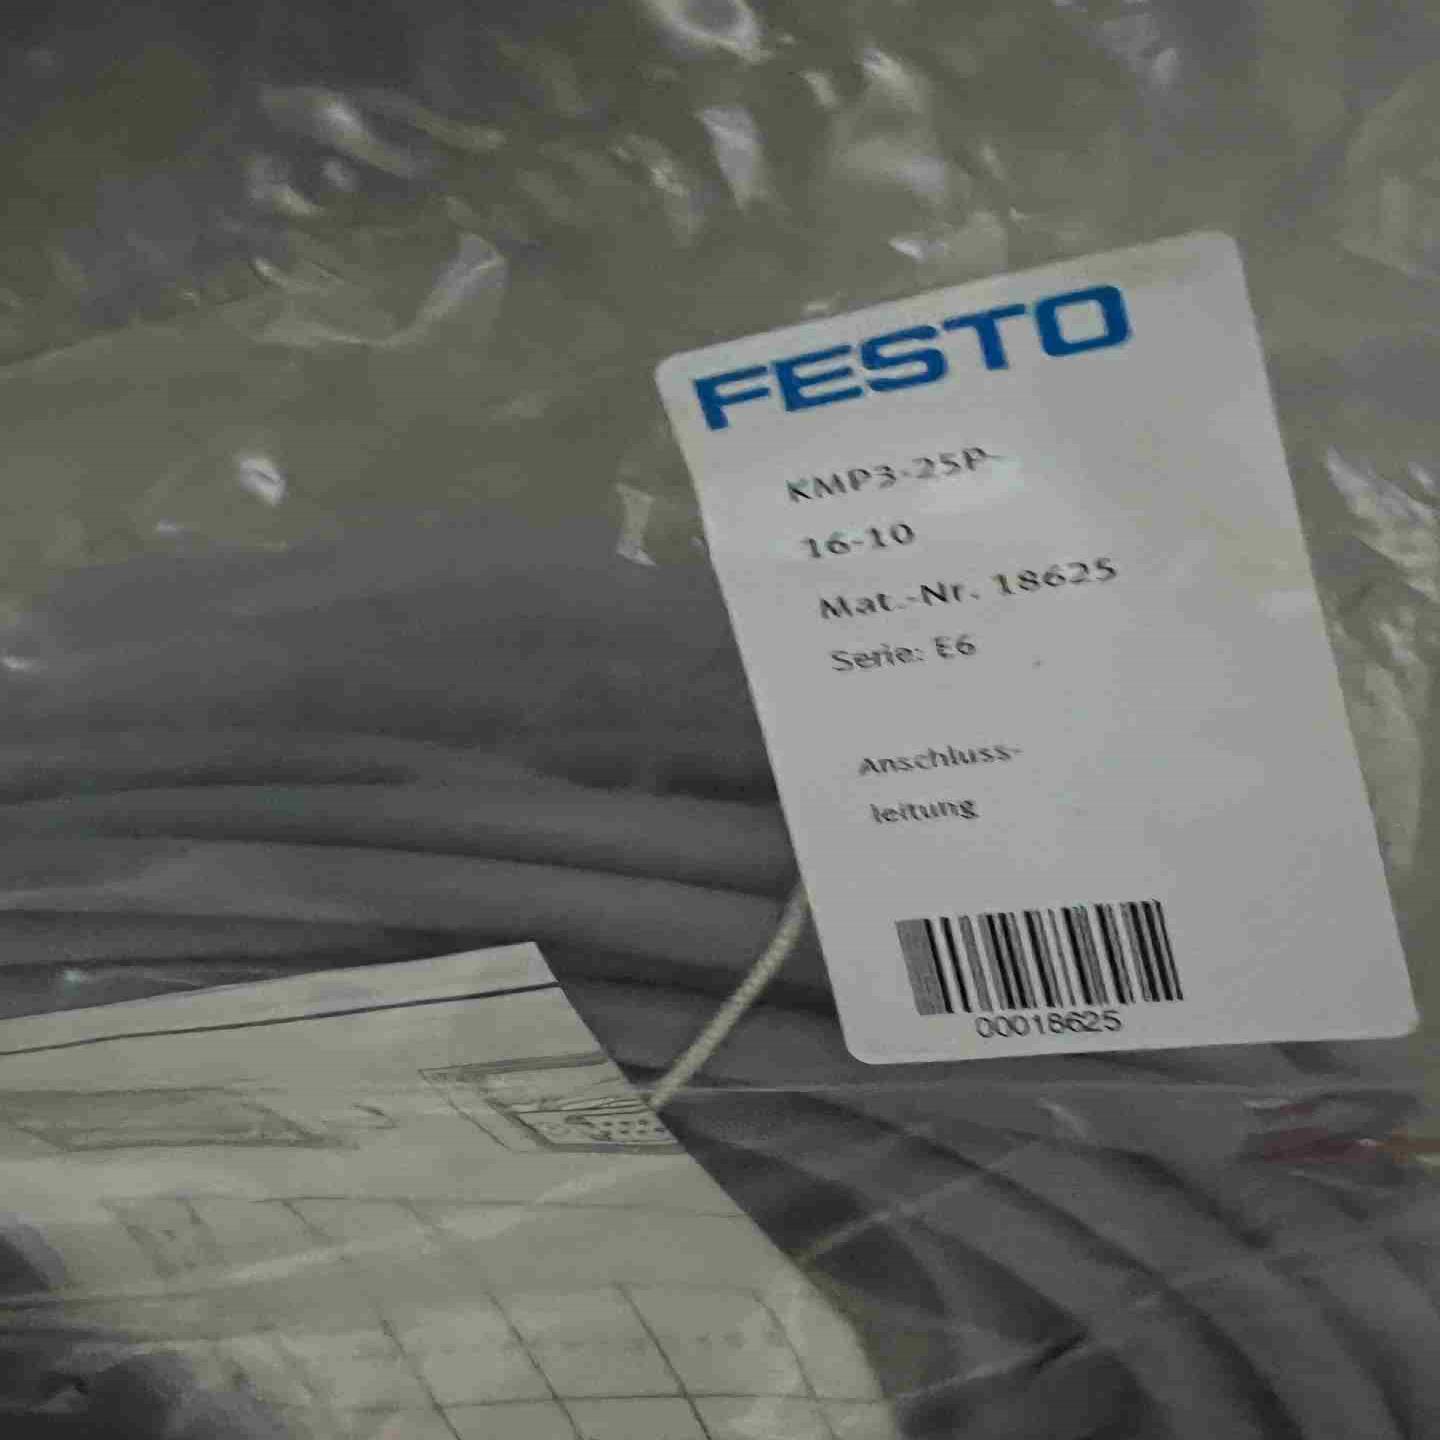 FESTO
KMP3-25P-
16-10
Mat.-Nr. 18625
Serie: E6
Anschluss-
leitung
00018625